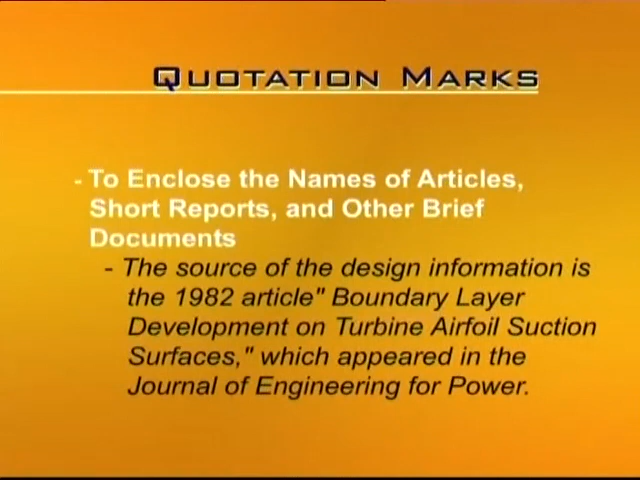 QUOTATION MARKS
- To Enclose the Names of Articles,
Short Reports, and Other Brief
Documents
- The source of the design information is
the 1982 article" Boundary Layer
Development on Turbine Airfoil Suction
Surfaces," which appeared in the
Journal of Engineering for Power.